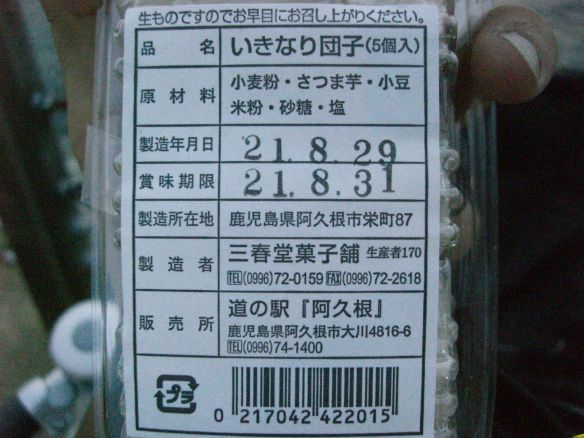 生ものですのでお早目にお召し上がりください。
品名 いきなり団子(5個入)
原材料 小麦粉・さつま芋・小豆
米粉・砂糖・塩
製造年月日 21.8.29
賞味期限 21.8.31
製造所在地 鹿児島県阿久根市栄町87
製造者 三春堂菓子舗 生産者170
TEL(0996)72-0159 FAX(0996)72-2618
販売所 道の駅『阿久根』
鹿児島県阿久根市大川4816-6
TEL(0996)74-1400
プラ
0 217042 422015